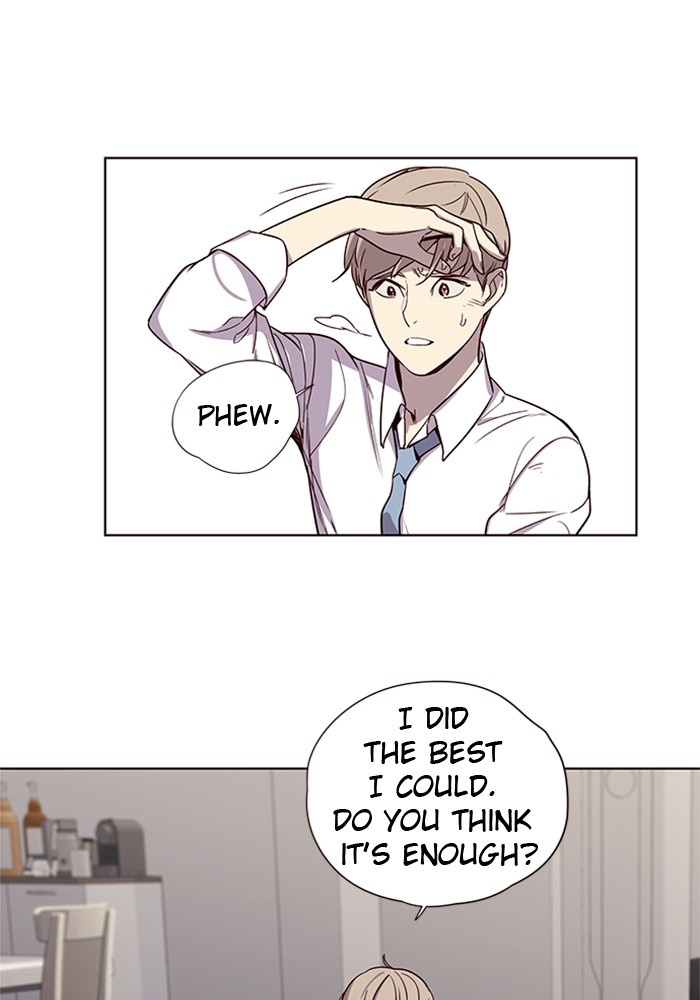 PHEW.
I DID
THE BEST
I COULD.
DO YOU THINK
IT'S ENOUGH?